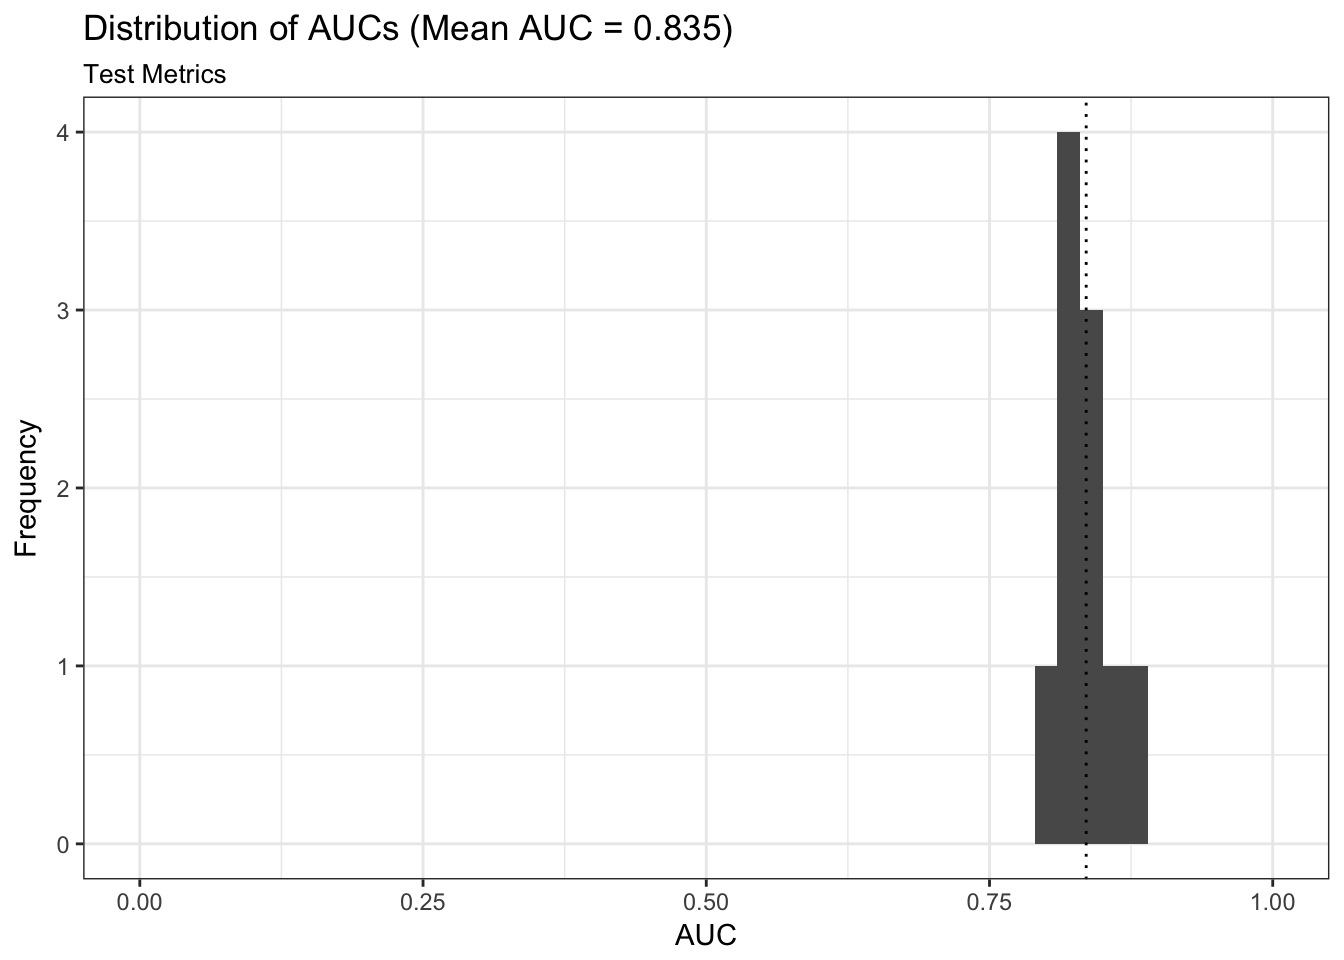 Distribution of AUCs (Mean AUC = 0.835)
Test Metrics
4
3
2
1
0
Frequency
0.00 0.25 0.50 0.75 1.00
AUC